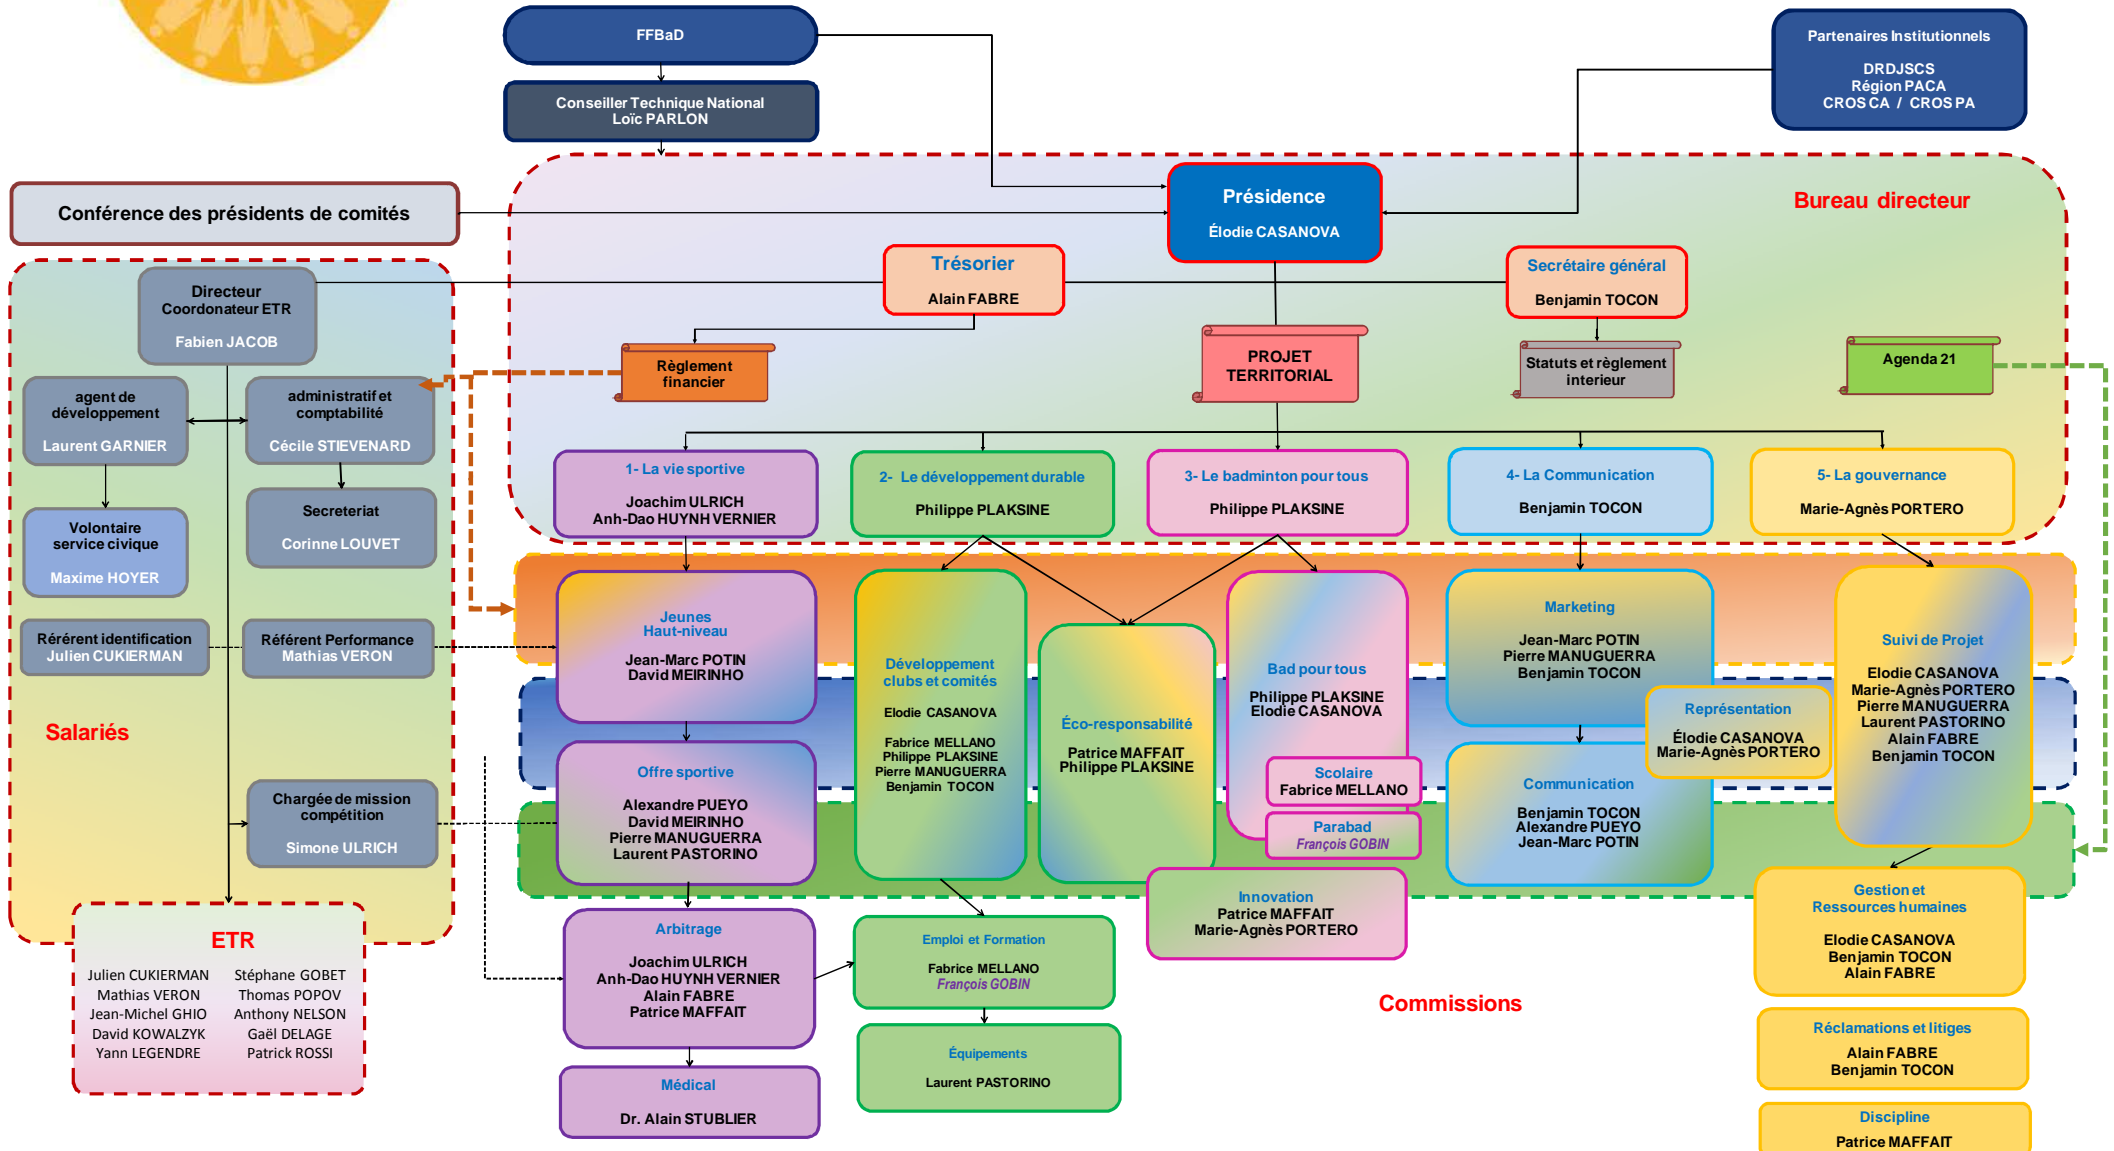 FFBaD
Conseiller Technique National
Loïc PARLON
Partenaires Institutionnels
DRDJSCS
Région PACA
CROS CA / CROS PA
Conférence des présidents de comités
Présidence
Élodie CASANOVA
Bureau directeur
Trésorier
Alain FABRE
Secrétaire général
Benjamin TOCON
Directeur
Coordonateur ETR
Fabien JACOB
Règlement
financier
PROJET
TERRITORIAL
Statuts et règlement
interieur
Agenda 21
agent de
développement
Laurent GARNIER
administratif et
comptabilité
Cécile STIEVENARD
Volontaire
service civique
Maxime HOYER
Secreteriat
Corinne LOUVET
Rérérent identification
Julien CUKIERMAN
Référent Performance
Mathias VERON
Salariés
Chargée de mission
compétition
Simone ULRICH
ETR
Julien CUKIERMAN
Mathias VERON
Jean-Michel GHIO
David KOWALZYK
Yann LEGENDRE
Stéphane GOBET
Thomas POPOV
Anthony NELSON
Gaël DELAGE
Patrick ROSSI
1- La vie sportive
Joachim ULRICH
Anh-Dao HUYNH VERNIER
2- Le développement durable
Philippe PLAKSINE
3- Le badminton pour tous
Philippe PLAKSINE
4- La Communication
Benjamin TOCON
5- La gouvernance
Marie-Agnès PORTERO
Jeunes
Haut-niveau
Jean-Marc POTIN
David MEIRINHO
Offre sportive
Alexandre PUEYO
David MEIRINHO
Pierre MANUGUERRA
Laurent PASTORINO
Arbitrage
Joachim ULRICH
Anh-Dao HUYNH VERNIER
Alain FABRE
Patrice MAFFAIT
Médical
Dr. Alain STUBLIER
Développement
clubs et comités
Elodie CASANOVA
Fabrice MELLANO
Philippe PLAKSINE
Pierre MANUGUERRA
Benjamin TOCON
Emploi et Formation
Fabrice MELLANO
François GOBIN
Équipements
Laurent PASTORINO
Éco-responsabilité
Patrice MAFFAIT
Philippe PLAKSINE
Bad pour tous
Philippe PLAKSINE
Elodie CASANOVA
Scolaire
Fabrice MELLANO
Parabad
François GOBIN
Innovation
Patrice MAFFAIT
Marie-Agnès PORTERO
Marketing
Jean-Marc POTIN
Pierre MANUGUERRA
Benjamin TOCON
Représentation
Élodie CASANOVA
Marie-Agnès PORTERO
Communication
Benjamin TOCON
Alexandre PUEYO
Jean-Marc POTIN
Commissions
Suivi de Projet
Elodie CASANOVA
Marie-Agnès PORTERO
Pierre MANUGUERRA
Laurent PASTORINO
Alain FABRE
Benjamin TOCON
Gestion et
Ressources humaines
Elodie CASANOVA
Benjamin TOCON
Alain FABRE
Réclamations et litiges
Alain FABRE
Benjamin TOCON
Discipline
Patrice MAFFAIT